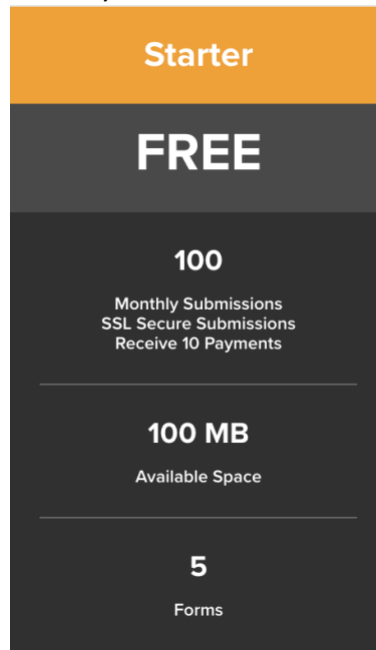 Starter
FREE
100
Monthly Submissions
SSL Secure Submissions
Receive 10 Payments
100 MB
Available Space
5
Forms